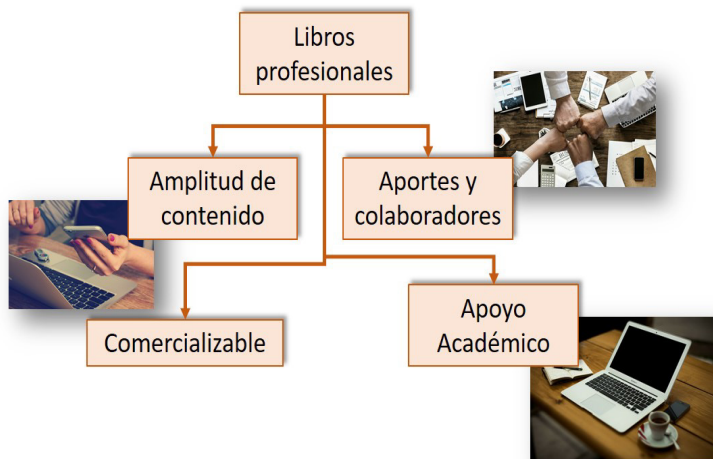 Libros
profesionales
Amplitud de
contenido
Aportes y
colaboradores
Comercializable
Apoyo
Académico